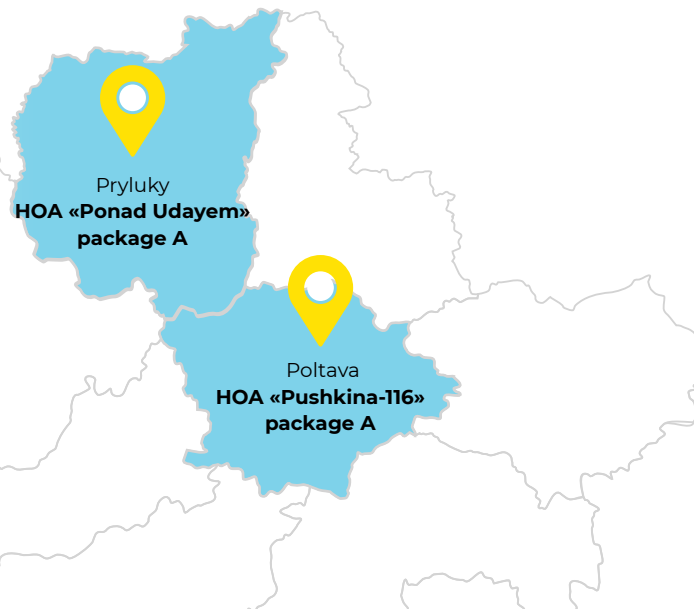 Pryluky
HOA «Ponad Udayem»
package A
Poltava
HOA «Pushkina-116»
package A